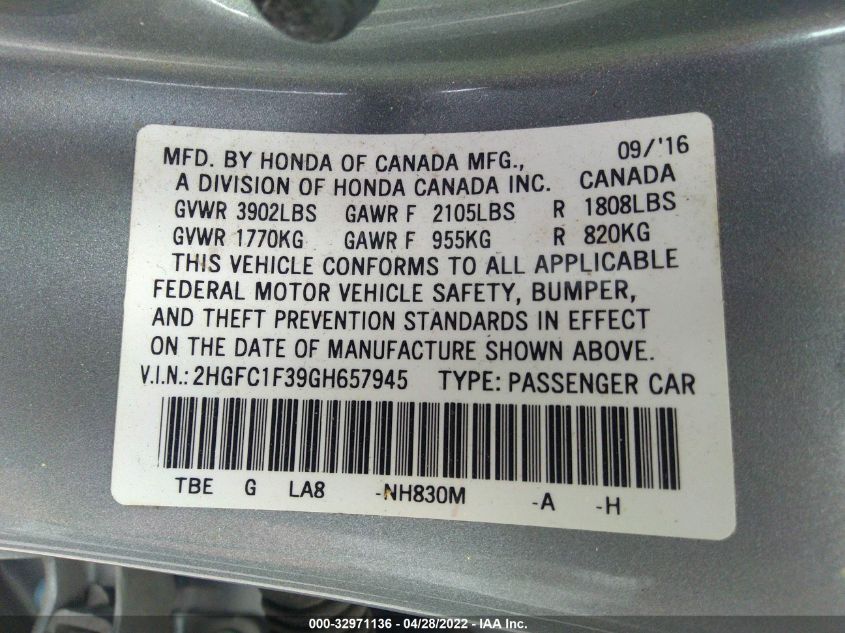 MFD. BY HONDA OF CANADA MFG., 09/'16
A DIVISION OF HONDA CANADA INC. CANADA
GVWR 3902LBS GAWR F 2105LBS R 1808LBS
GVWR 1770KG GAWR F 955KG R 820KG
THIS VEHICLE CONFORMS TO ALL APPLICABLE
FEDERAL MOTOR VEHICLE SAFETY, BUMPER,
AND THEFT PREVENTION STANDARDS IN EFFECT
ON THE DATE OF MANUFACTURE SHOWN ABOVE.
V.I.N.: 2HGFC1F39GH657945 TYPE: PASSENGER CAR
TBE G LA8 -NH830M -A -H
000-32971136 - 04/28/2022 - IAA Inc.